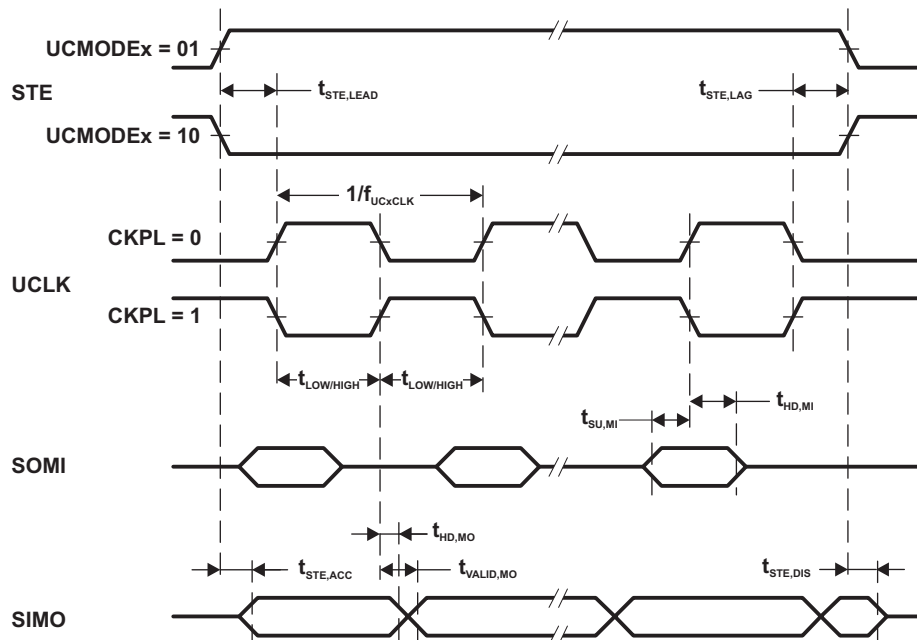 UCMODEx = 01
STE
tSTE,LEAD
tSTE,LAG
UCMODEx = 10
1/fUCxCLK
CKPL = 0
UCLK
CKPL = 1
tLOW/HIGH
tLOW/HIGH
tSU,MI
tHD,MI
SOMI
tHD,MO
tSTE,ACC
tVALID,MO
tSTE,DIS
SIMO